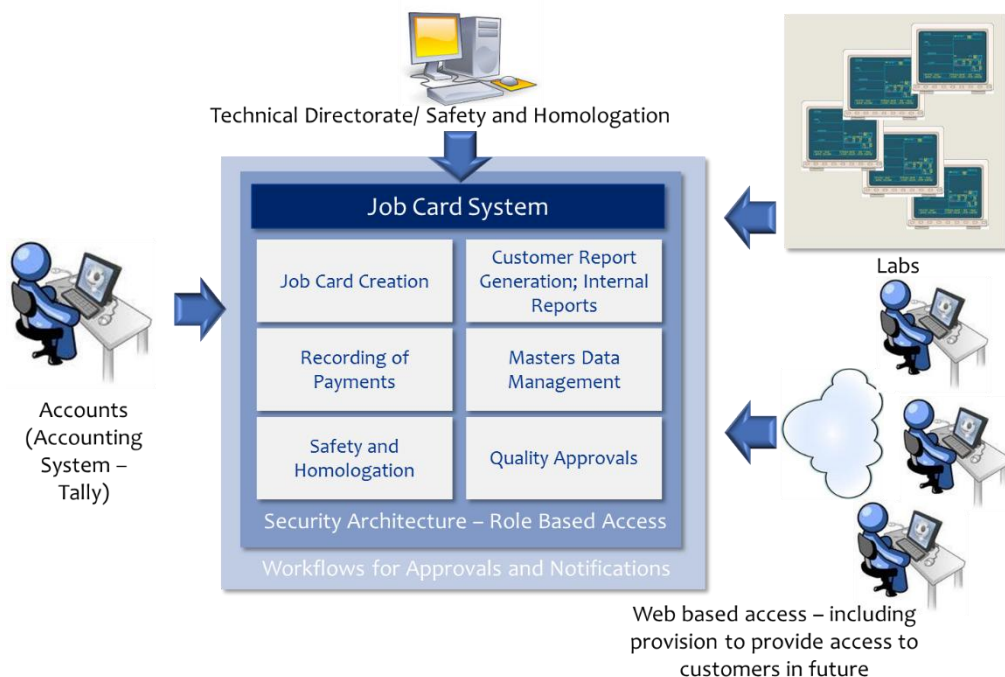 Technical Directorate/ Safety and Homologation
Job Card System
Job Card Creation
Customer Report
Generation; Internal
Reports
Recording of
Payments
Masters Data
Management
Safety and
Homologation
Quality Approvals
Security Architecture – Role Based Access
Workflows for Approvals and Notifications
Accounts
(Accounting
System –
Tally)
Labs
Web based access – including
provision to provide access to
customers in future